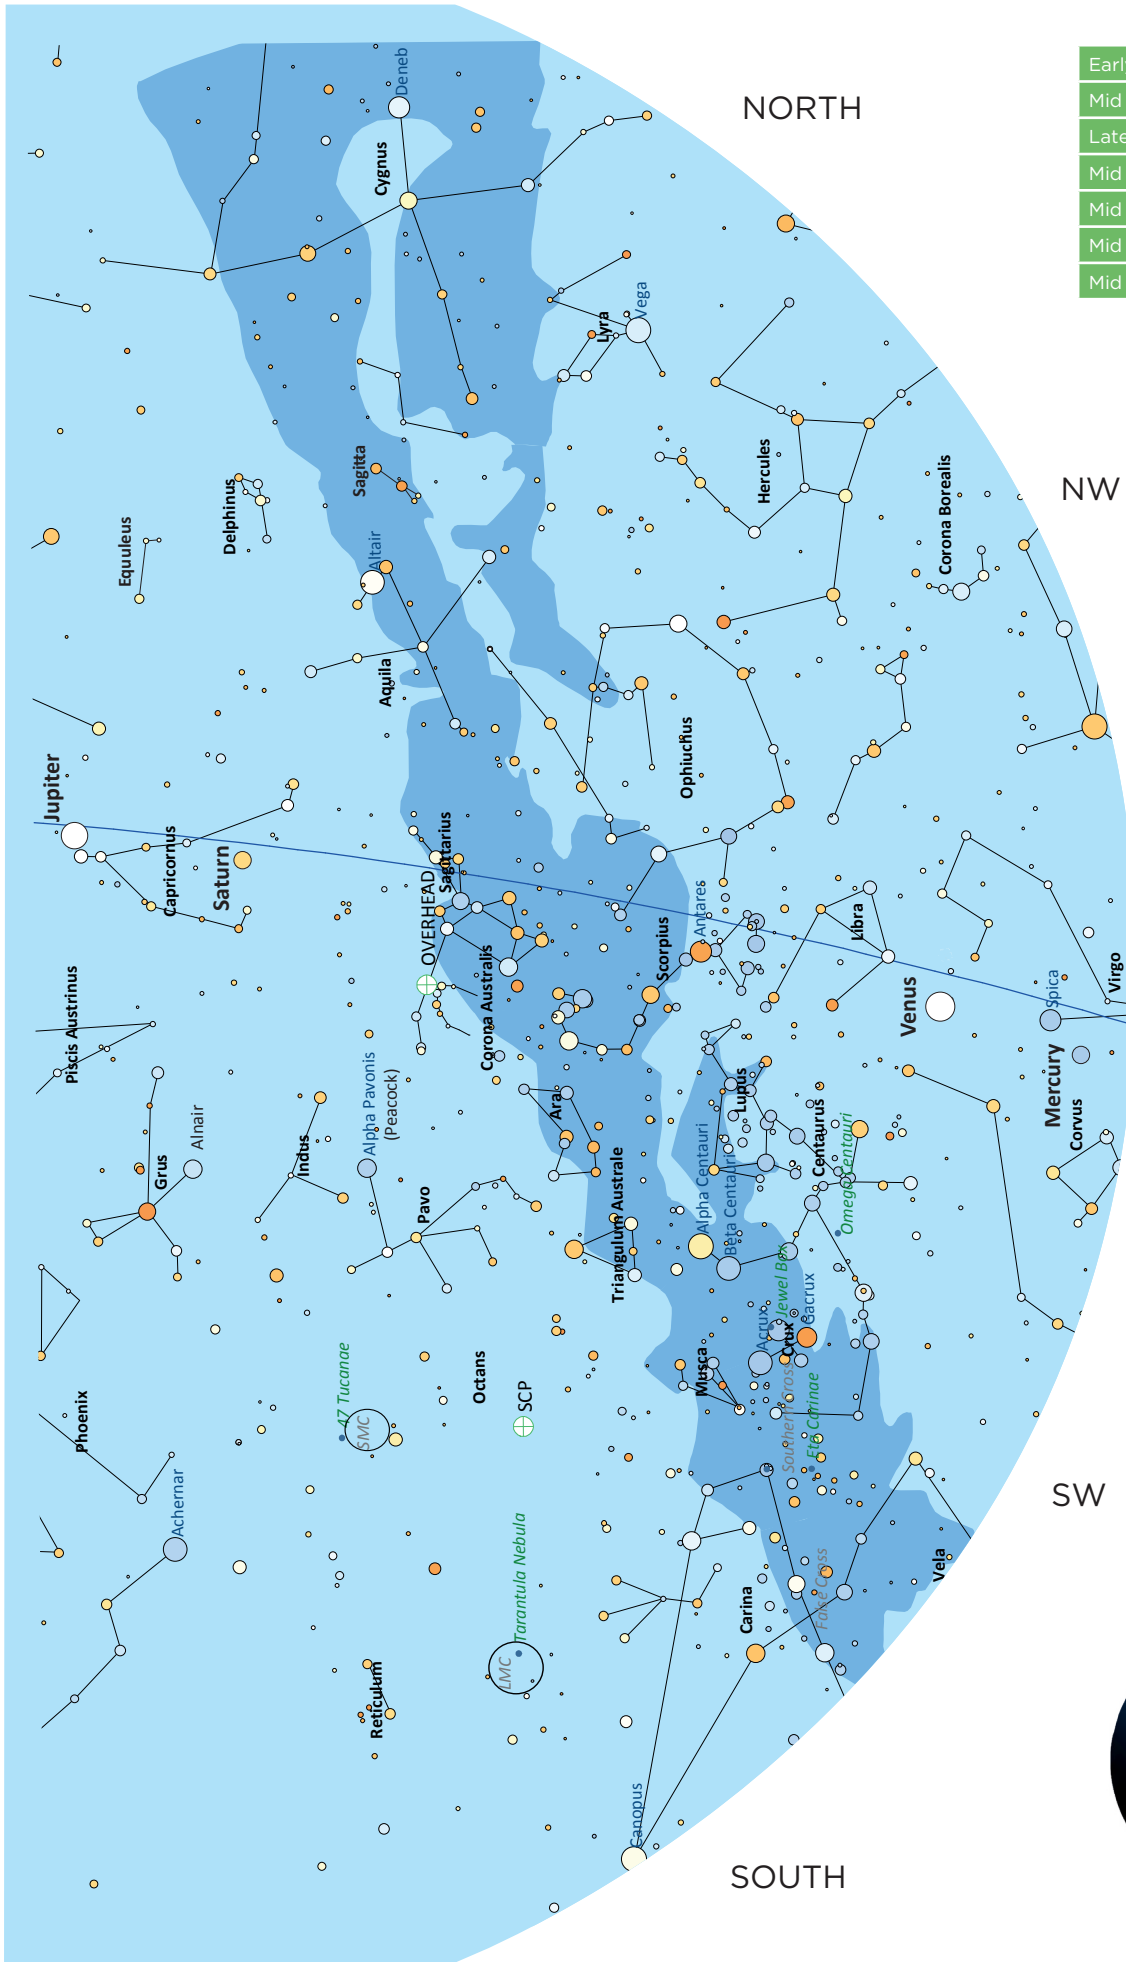 Deneb
NORTH
Earl
Mid
Late
Mid
Mid
Mid
Mid
Cygnus
Vega
Lyra
Sagitta
Delphinus
Equuleus
Hercules
NW
Corona Borealis
Altair
Aquila
Ophiuchus
Jupiter
Capricornus
Saturn
Sagittarius
OVERHEAD
Antares
Scorpius
Libra
Corona Australis
Piscis Austrinus
Venus
Spica
Virgo
Mercury
Corvus
Alpha Pavonis
(Peacock)
Alnair
Grus
Indus
Pavo
Ara
Lupus
Centaurus
Omega Centauri
Alpha Centauri
Beta Centauri
Triangulum Australe
Jewel Box
Gacrux
Acrux
Crux
Southern Cross
Eta Carinae
Musca
Octans
SCP
47 Tucanae
SMC
Phoenix
Achernar
Tarantula Nebula
LMC
Reticulum
SW
Vela
False Cross
Carina
Canopus
SOUTH